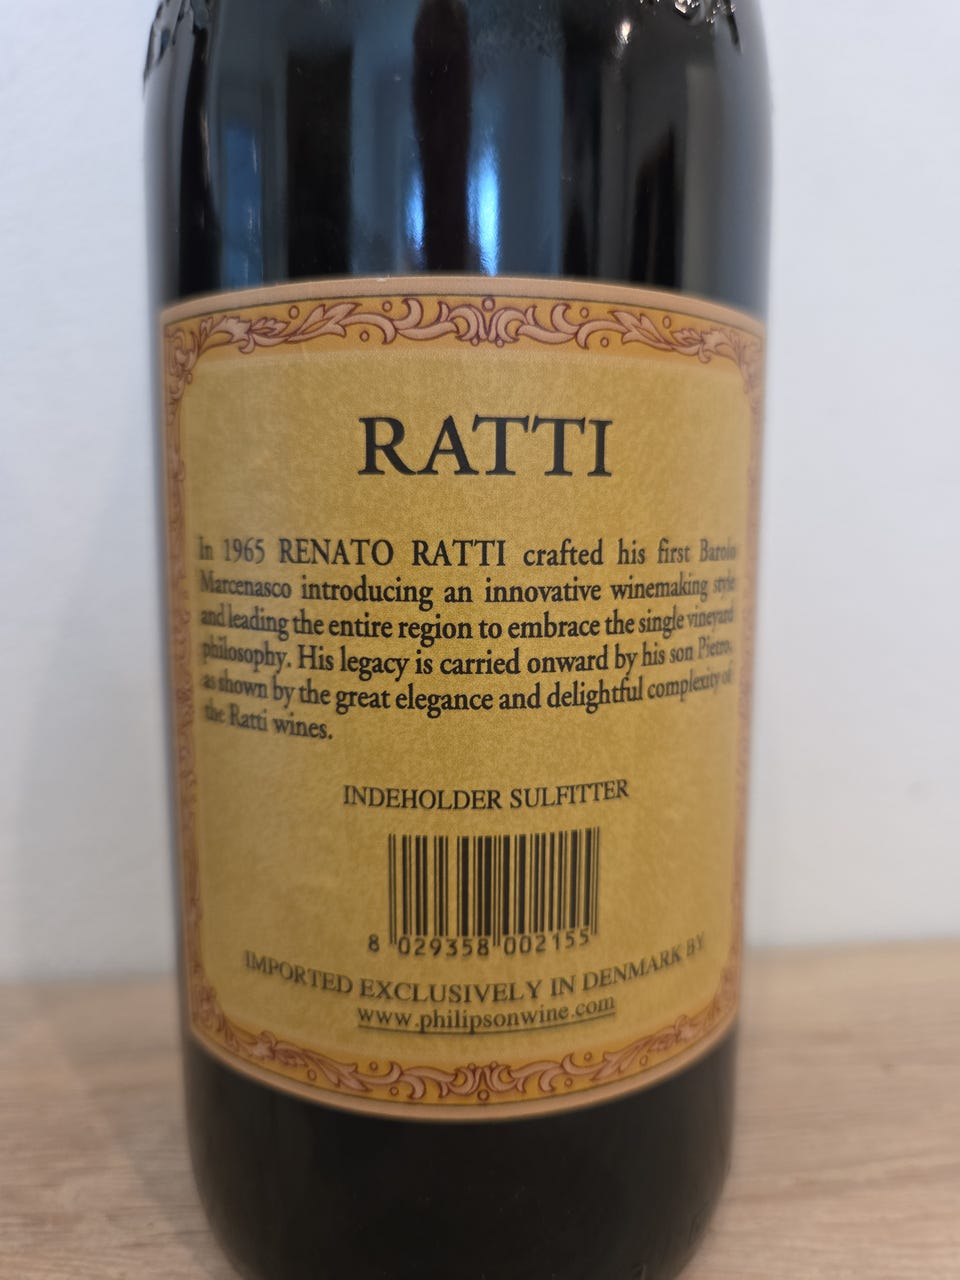 RATTI
In 1965 RENATO RATTI crafted his first Barolo
Marcenasco introducing an innovative winemaking style
and leading the entire region to embrace the single vineyard
philosophy. His legacy is carried onward by his son Pietro,
as shown by the great elegance and delightful complexity of
the Ratti wines.
INDEHOLDER SULFITTER
8 029358 002155
IMPORTED EXCLUSIVELY IN DENMARK BY
www.philipsonwine.com